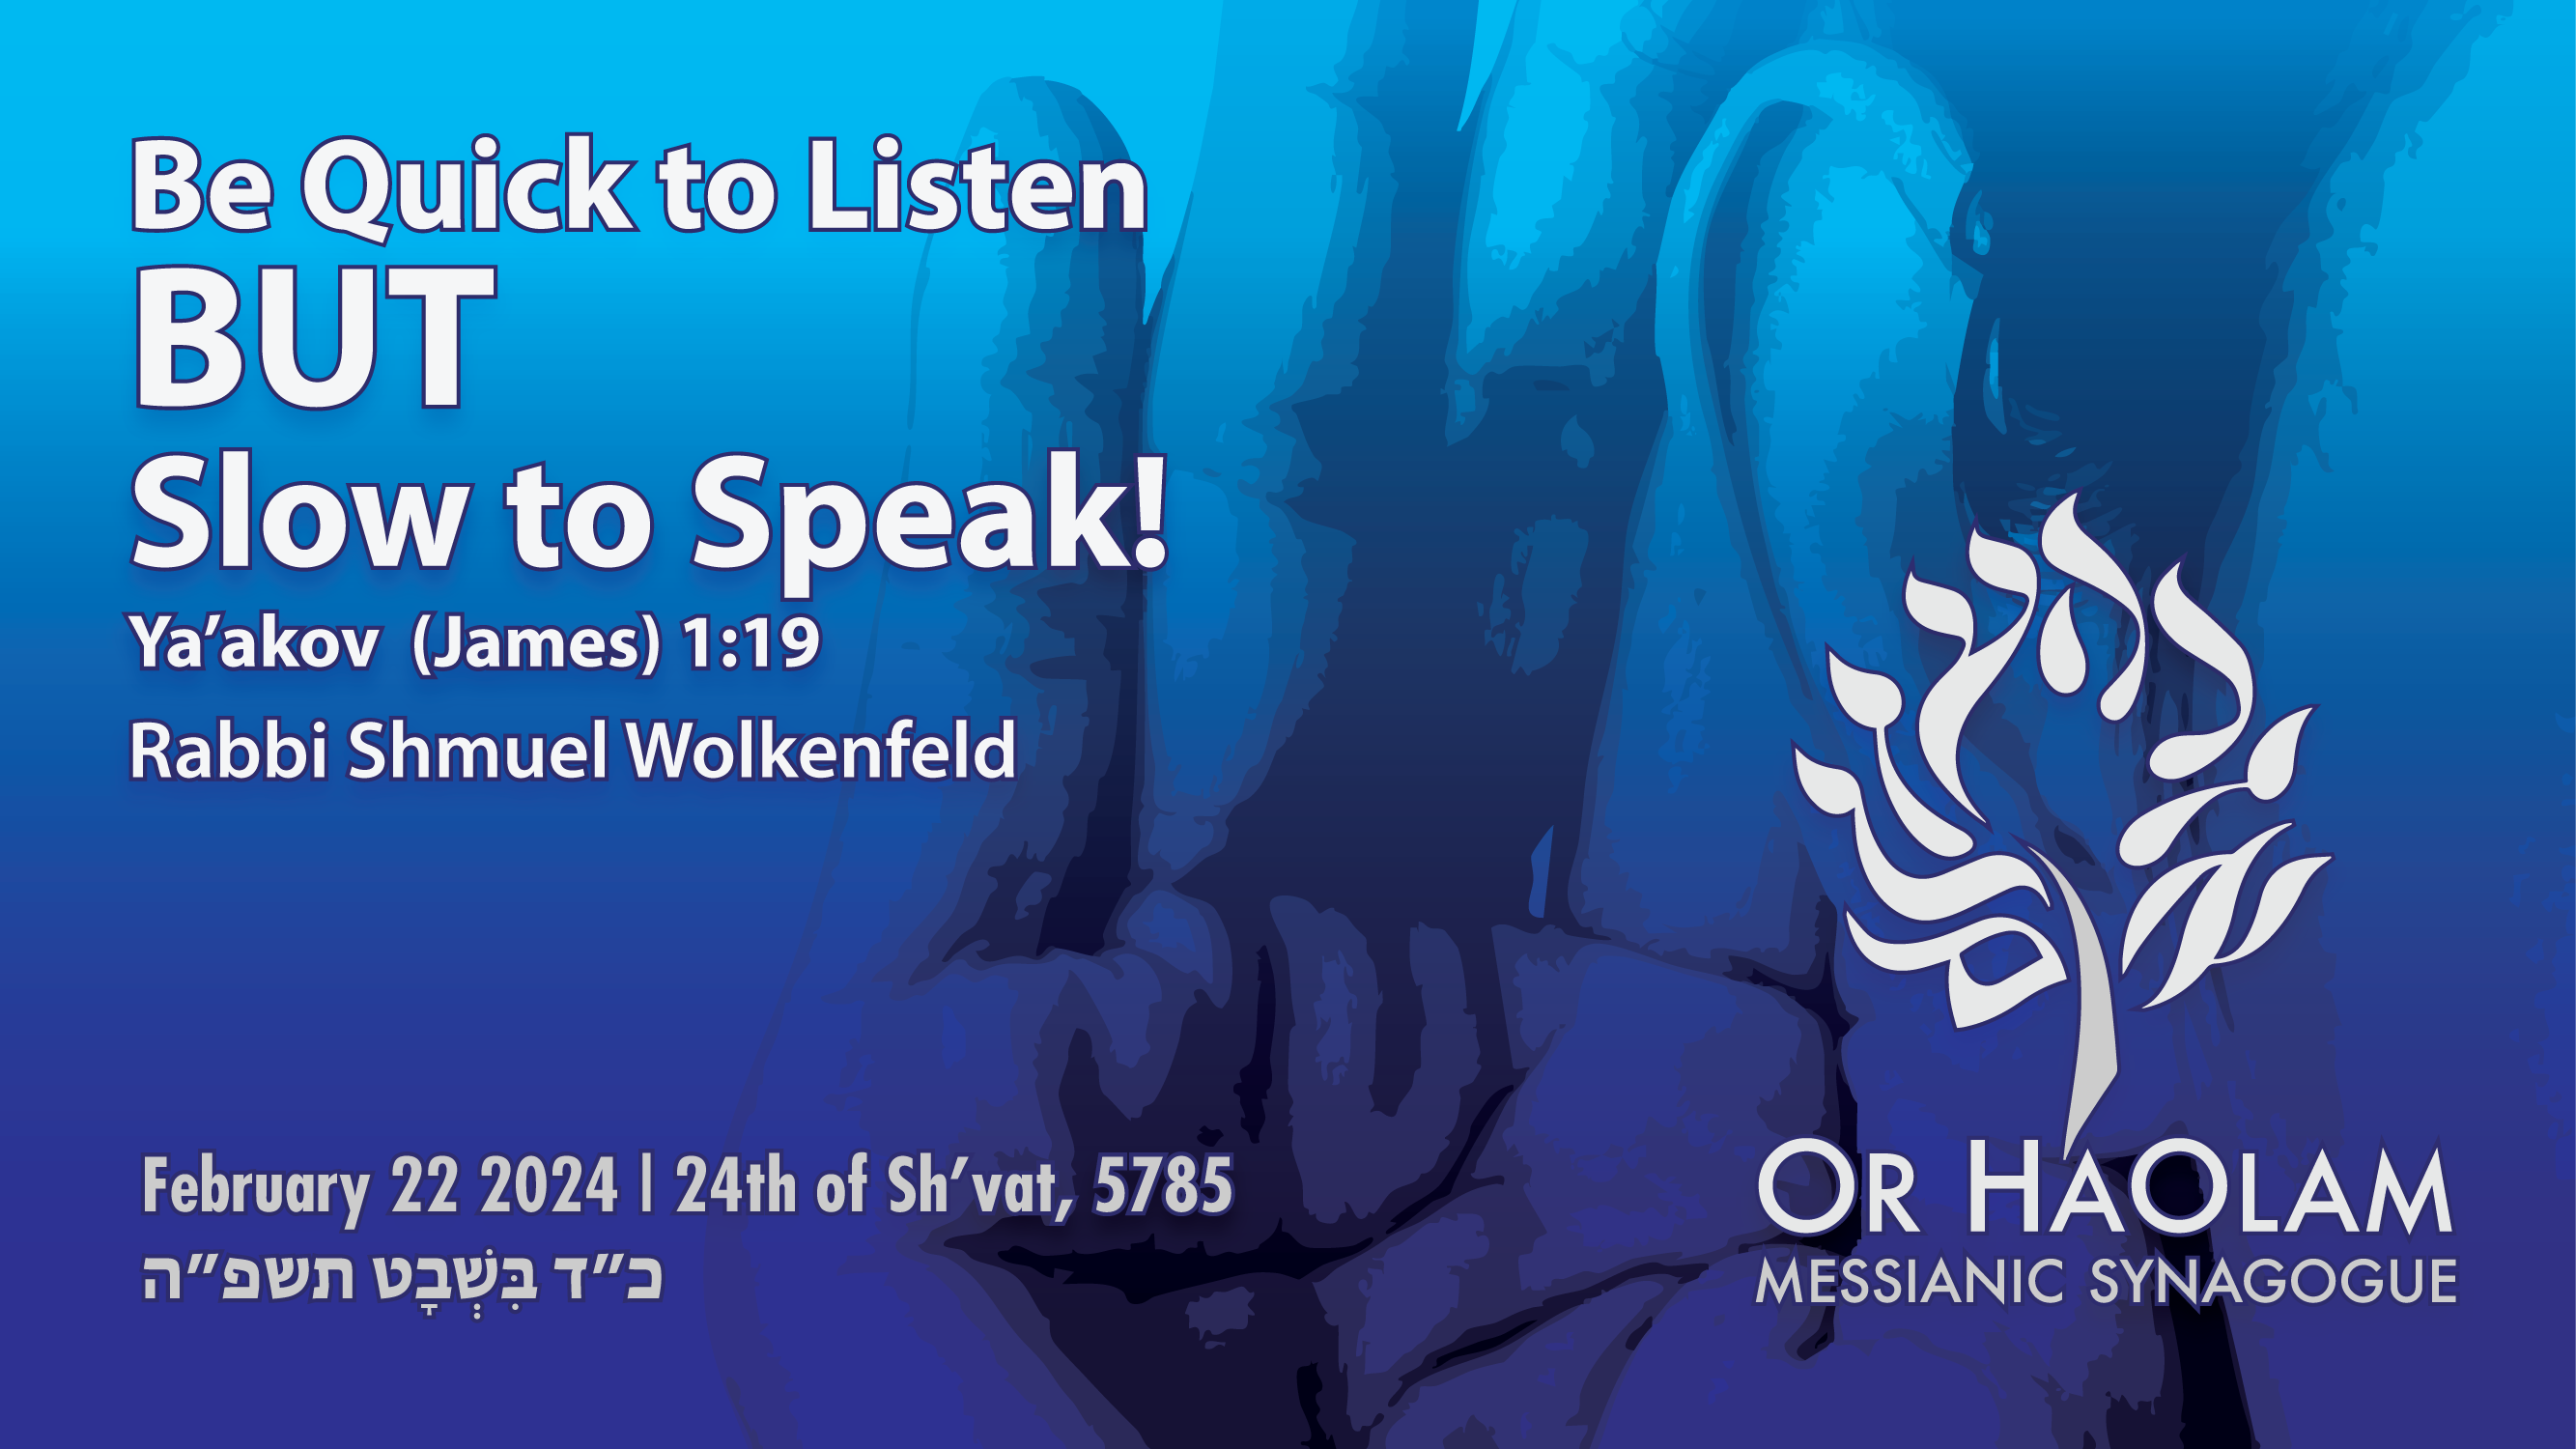 Be Quick to Listen
BUT
Slow to Speak!
Ya’akov (James) 1:19
Rabbi Shmuel Wolkenfeld
February 22 2024 | 24th of Sh’vat, 5785
כ״ד בִּשְׁבָט תשפ״ה
OR HAOLAM
MESSIANIC SYNAGOGUE